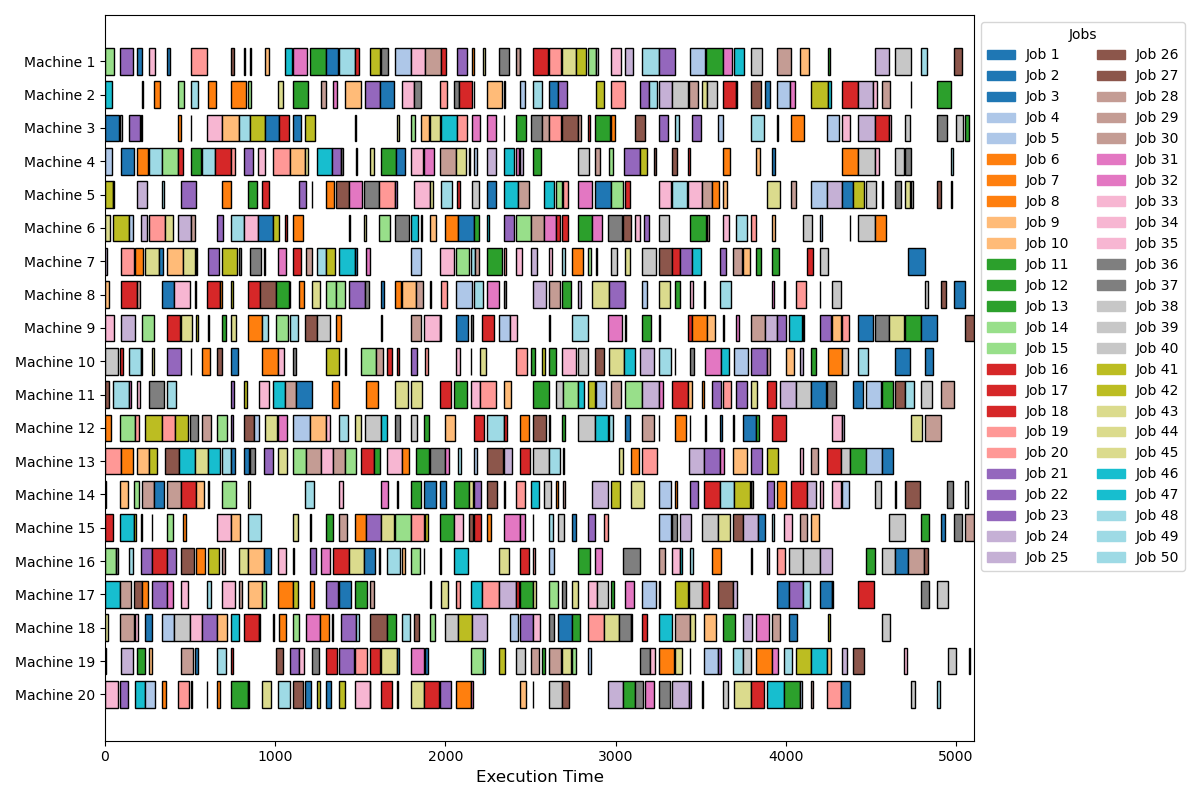 Machine 1
Machine 2
Machine 3
Machine 4
Machine 5
Machine 6
Machine 7
Machine 8
Machine 9
Machine 10
Machine 11
Machine 12
Machine 13
Machine 14
Machine 15
Machine 16
Machine 17
Machine 18
Machine 19
Machine 20
0 1000 2000 3000 4000 5000
Execution Time
Jobs
Job 1 Job 26
Job 2 Job 27
Job 3 Job 28
Job 4 Job 29
Job 5 Job 30
Job 6 Job 31
Job 7 Job 32
Job 8 Job 33
Job 9 Job 34
Job 10 Job 35
Job 11 Job 36
Job 12 Job 37
Job 13 Job 38
Job 14 Job 39
Job 15 Job 40
Job 16 Job 41
Job 17 Job 42
Job 18 Job 43
Job 19 Job 44
Job 20 Job 45
Job 21 Job 46
Job 22 Job 47
Job 23 Job 48
Job 24 Job 49
Job 25 Job 50